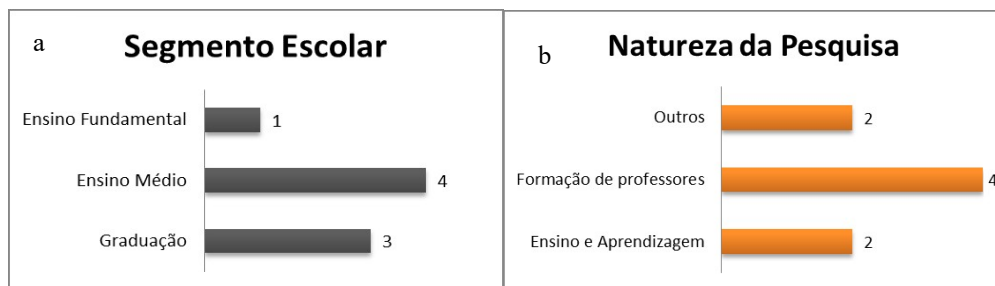 a
Segmento Escolar
Ensino Fundamental
1
Ensino Médio
4
Graduação
3
b
Natureza da Pesquisa
Outros
2
Formação de professores
4
Ensino e Aprendizagem
2